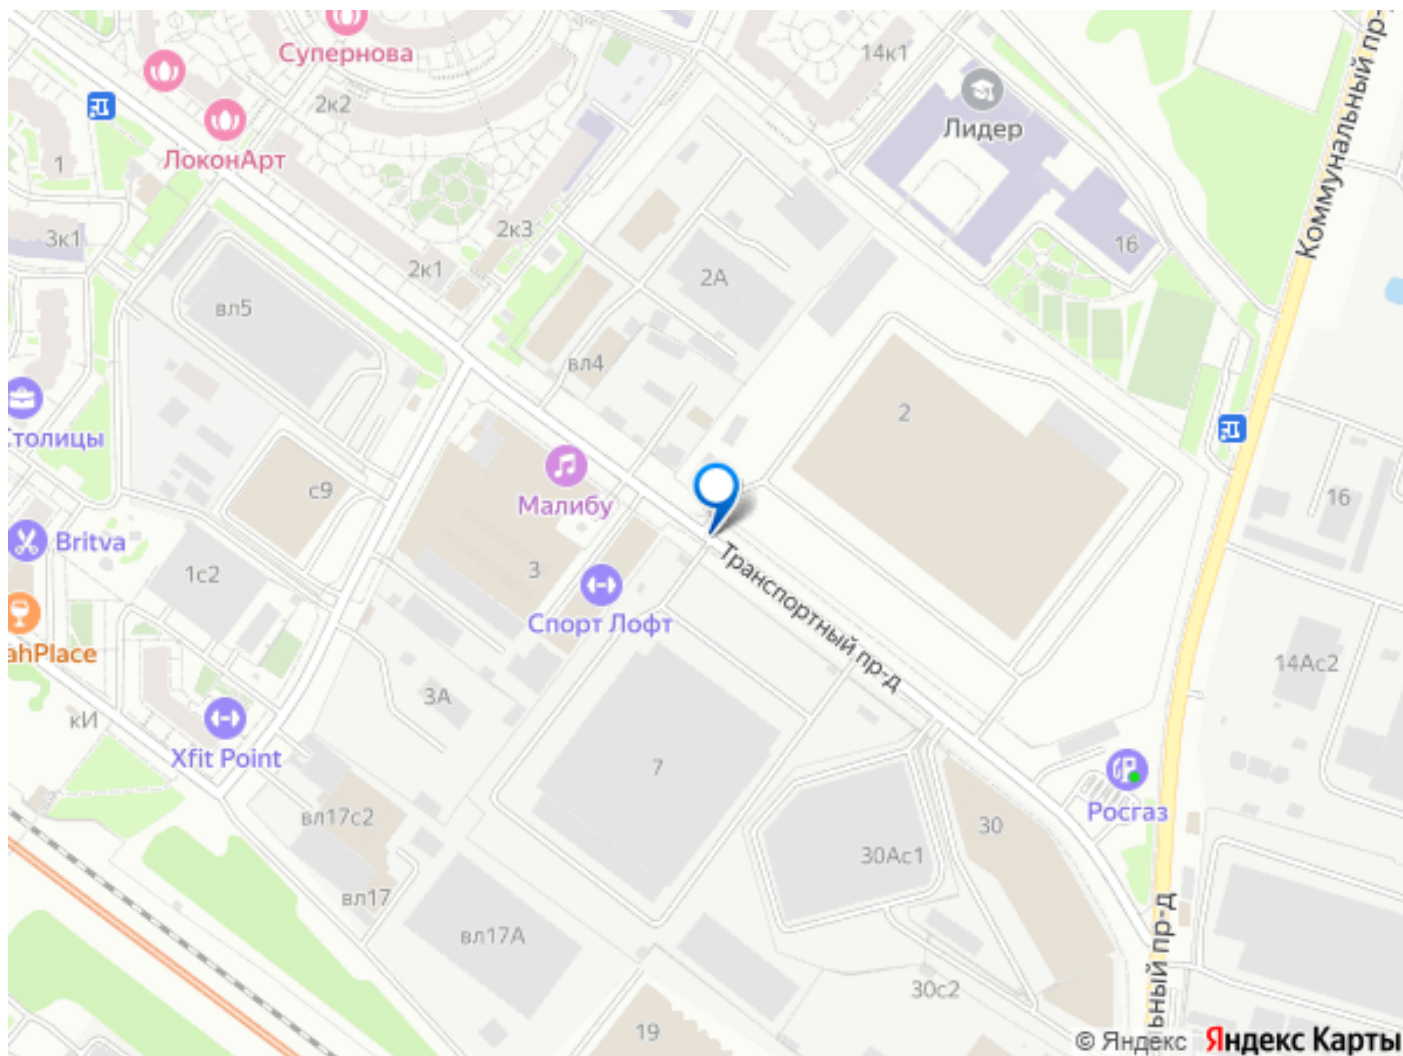 Супернова
14к1
Коммунальный пр-
2к2
Лидер
ЛоконАрт
1
2к3
3к1
16
2к1
2А
вл5
вл4
2
Столицы
с9
Малибу
16
Britva
1с2
3
Транспортный пр-д
Спорт Лофт
ahPlace
14Ас2
3А
кИ
Xfit Point
7
Росгаз
вл17с2
30
30Ас1
вл17
вл17А
ьный пр-д
30с2
19
© Яндекс Яндекс Карты